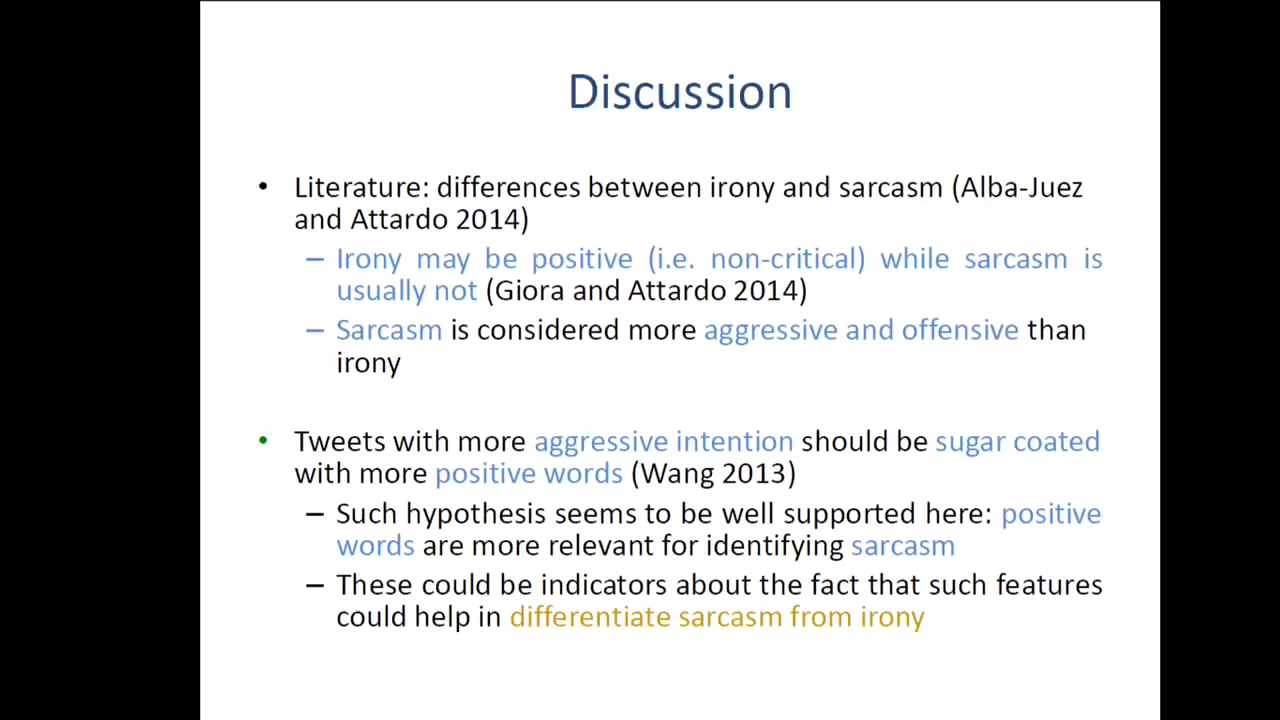 Discussion
• Literature: differences between irony and sarcasm (Alba-Juez
and Attardo 2014)
– Irony may be positive (i.e. non-critical) while sarcasm is
usually not (Giora and Attardo 2014)
– Sarcasm is considered more aggressive and offensive than
irony
• Tweets with more aggressive intention should be sugar coated
with more positive words (Wang 2013)
– Such hypothesis seems to be well supported here: positive
words are more relevant for identifying sarcasm
– These could be indicators about the fact that such features
could help in differentiate sarcasm from irony